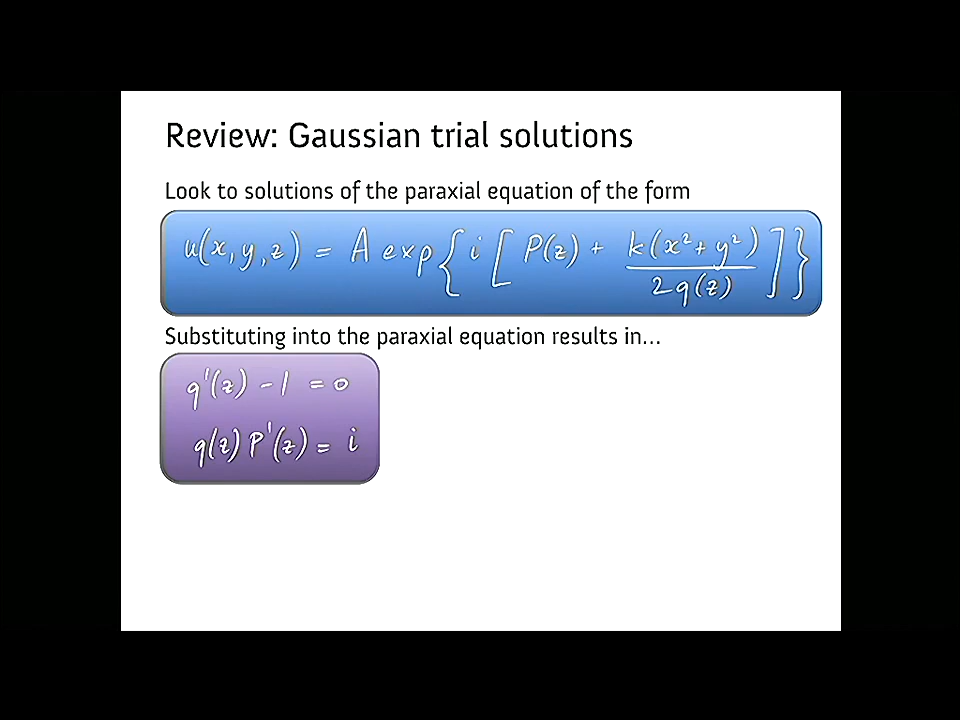 Review: Gaussian trial solutions
Look to solutions of the paraxial equation of the form
u(x,y,z) = A exp{ i [ P(z) + k(x²+y²) / 2q(z) ] }
Substituting into the paraxial equation results in...
q'(z) - 1 = 0
q(z) P'(z) = i